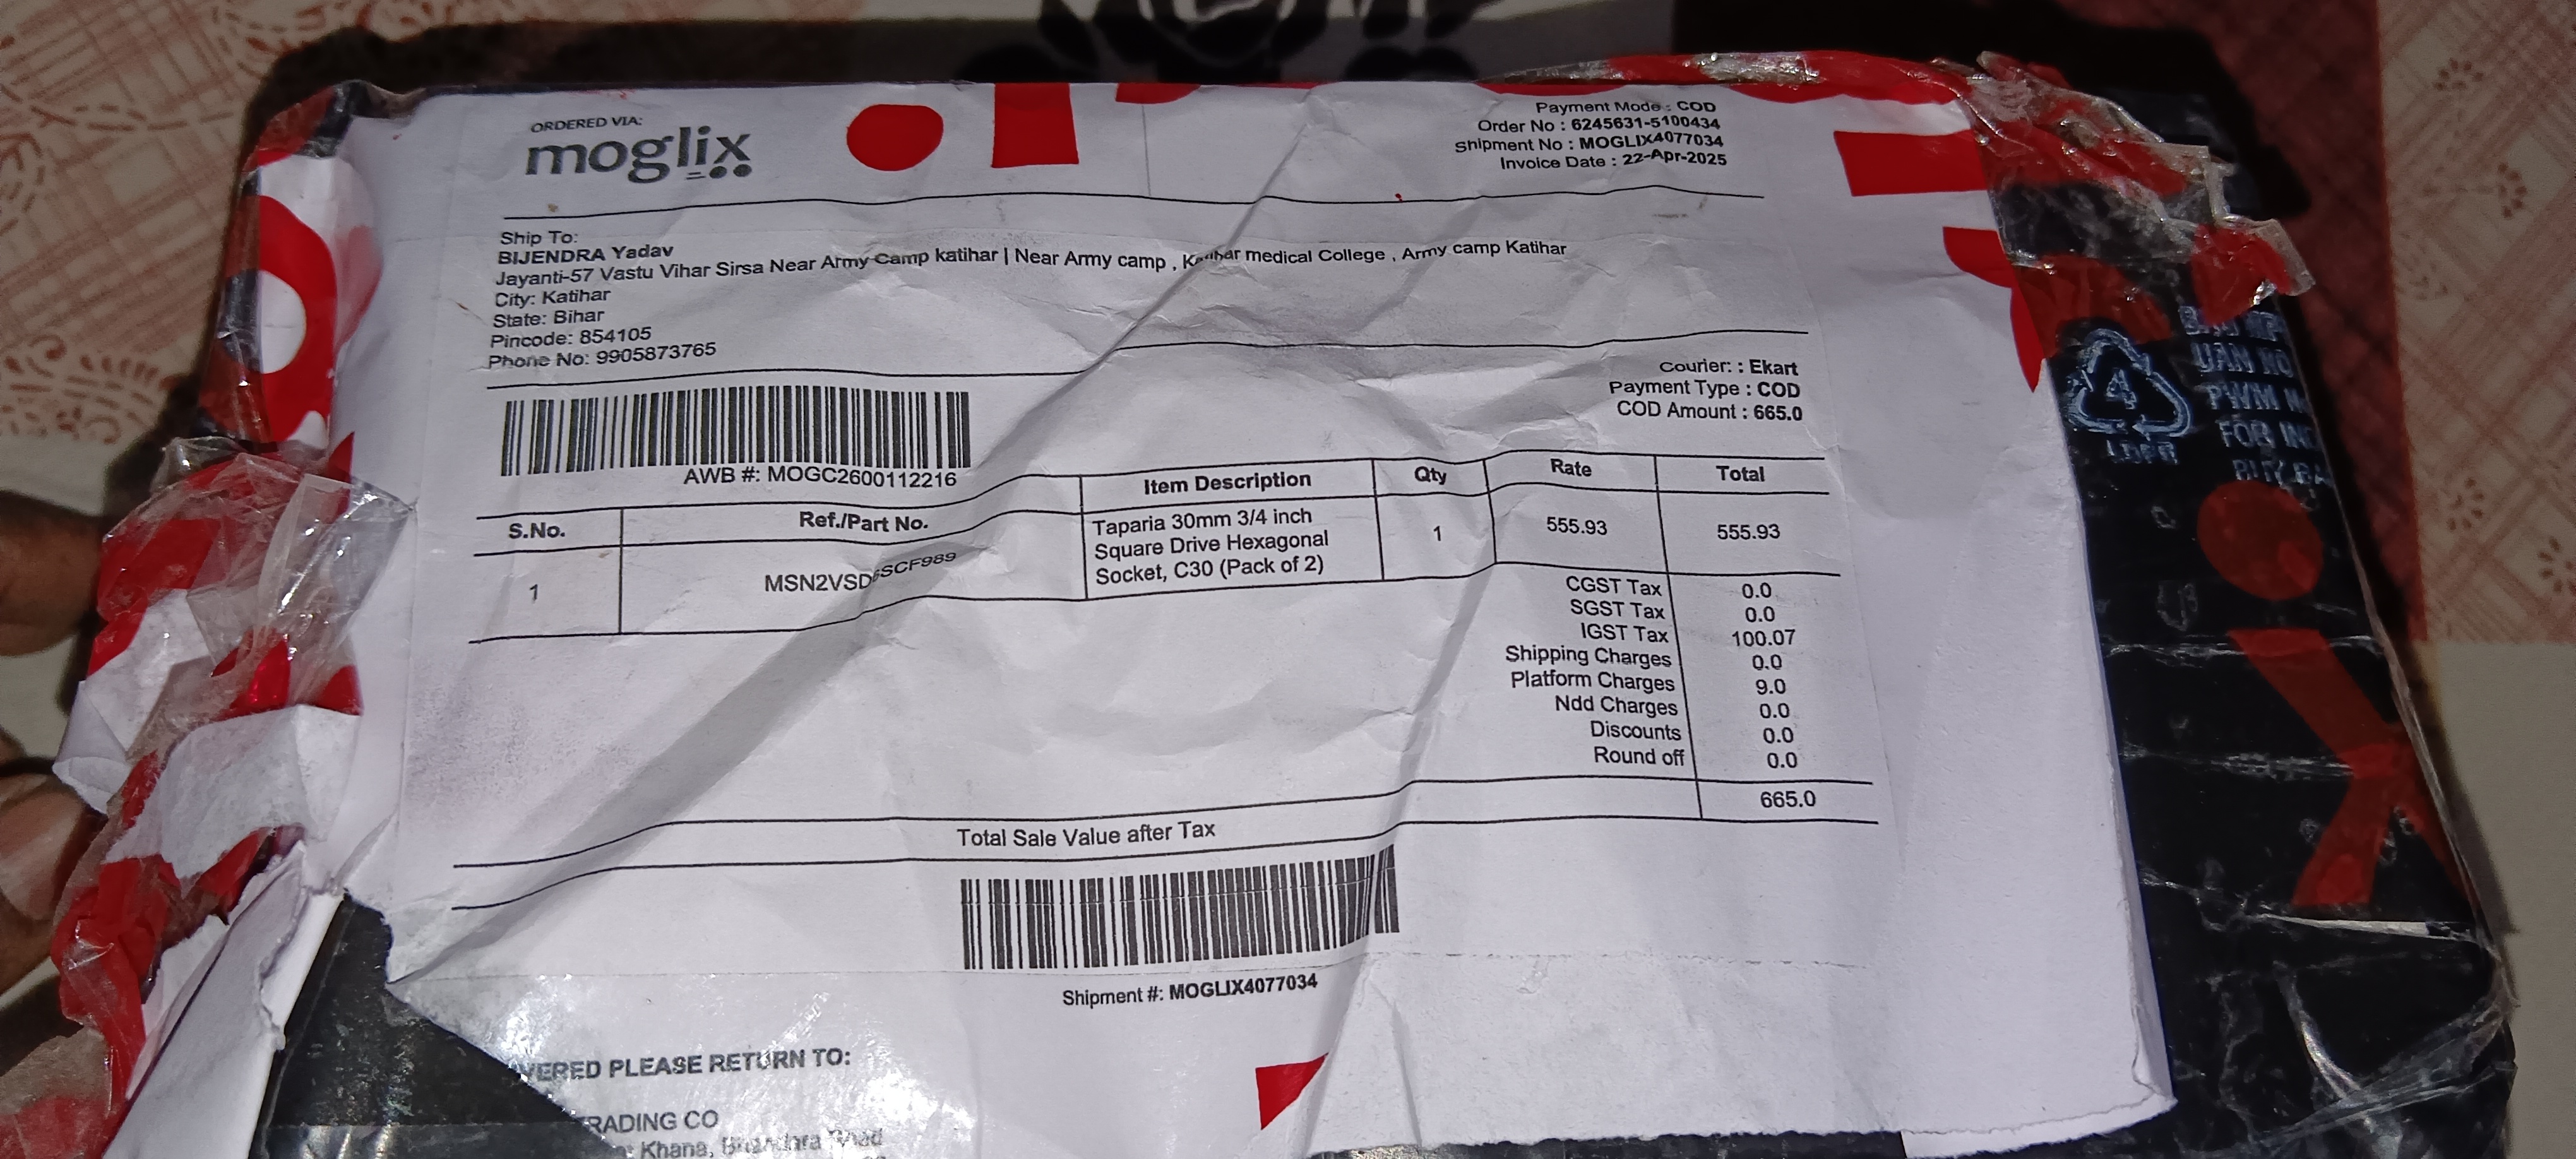 ORDERED VIA:
moglix
Payment Mode : COD
Order No : 6245631-5100434
Shipment No : MOGLIX4077034
Invoice Date : 22-Apr-2025
Ship To:
BIJENDRA Yadav
Jayanti-57 Vastu Vihar Sirsa Near Army Camp katihar | Near Army camp , Katihar medical College , Army camp Katihar
City: Katihar
State: Bihar
Pincode: 854105
Phone No: 9905873765
Courier: : Ekart
Payment Type : COD
COD Amount : 665.0
AWB #: MOGC2600112216
S.No. Ref./Part No. Item Description Qty Rate Total
1 Taparia 30mm 3/4 inch 1 555.93 555.93
Square Drive Hexagonal
Socket, C30 (Pack of 2)
CGST Tax 0.0
SGST Tax 0.0
IGST Tax 100.07
Shipping Charges 0.0
Platform Charges 9.0
Ndd Charges 0.0
Discounts 0.0
Round off 0.0
Total Sale Value after Tax 665.0
Shipment #: MOGLIX4077034
VERED PLEASE RETURN TO:
RADING CO
Khana,
4